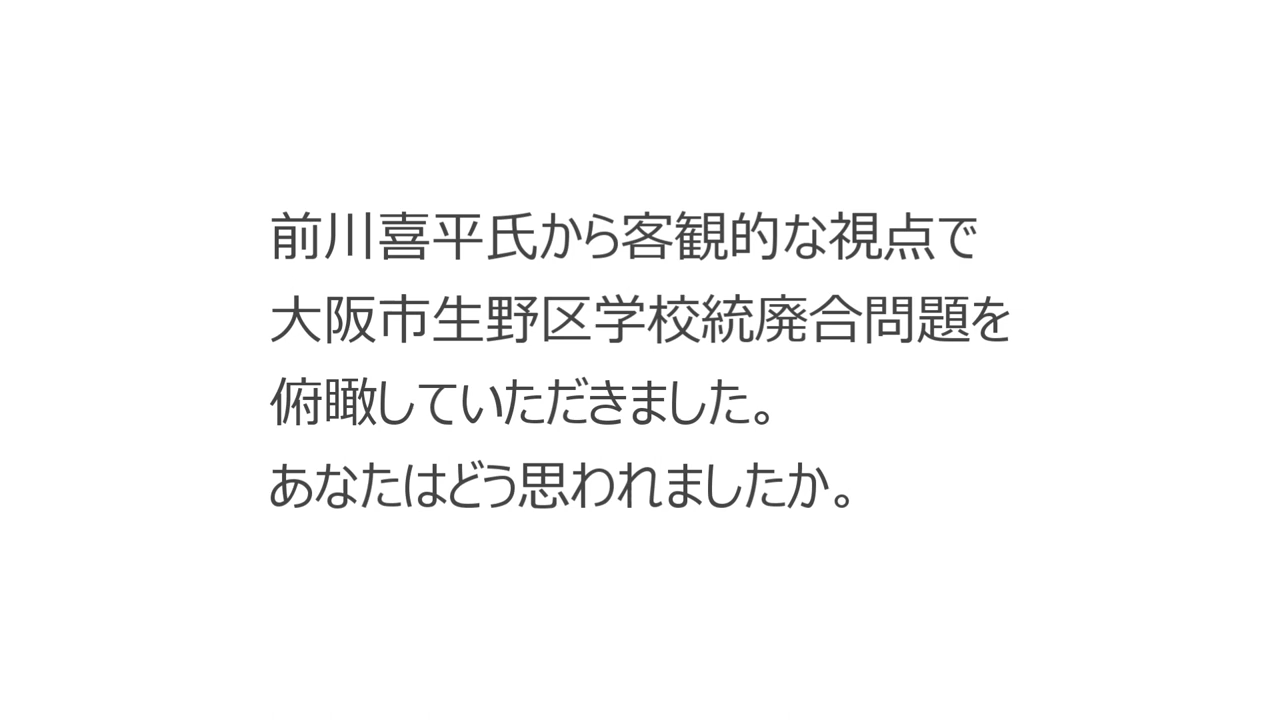 前川喜平氏から客観的な視点で
大阪市生野区学校統廃合問題を
俯瞰していただきました。
あなたはどう思われましたか。